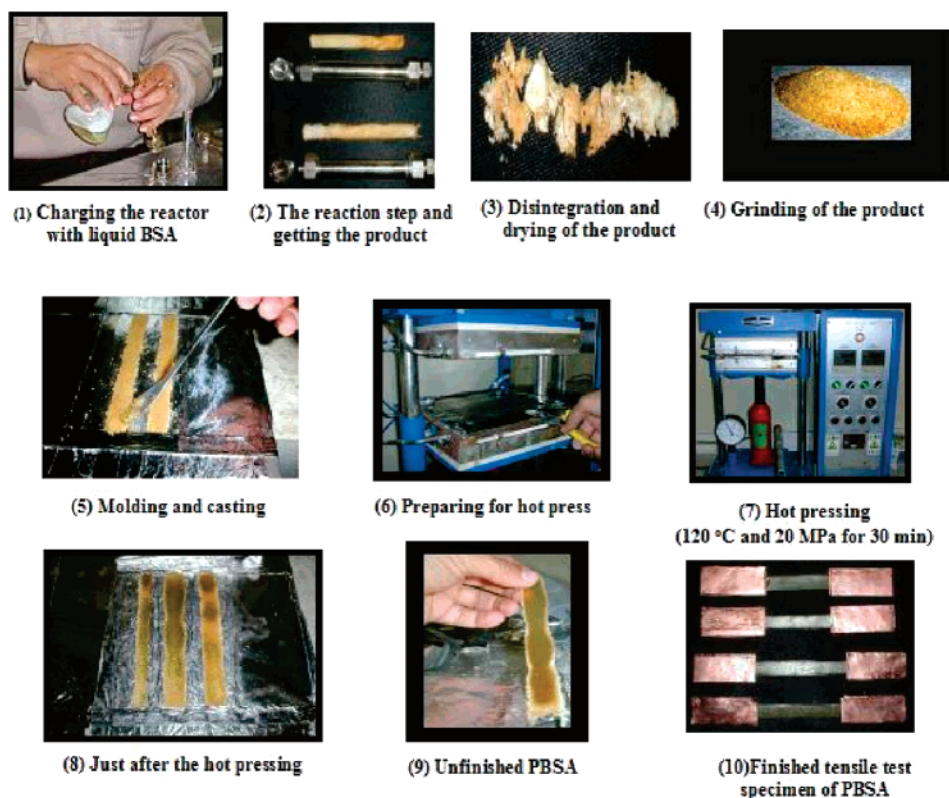 (1) Charging the reactor
with liquid BSA
(2) The reaction step and
getting the product
(3) Disintegration and
drying of the product
(4) Grinding of the product
(5) Molding and casting
(6) Preparing for hot press
(7) Hot pressing
(120 °C and 20 MPa for 30 min)
(8) Just after the hot pressing
(9) Unfinished PBSA
(10)Finished tensile test
specimen of PBSA